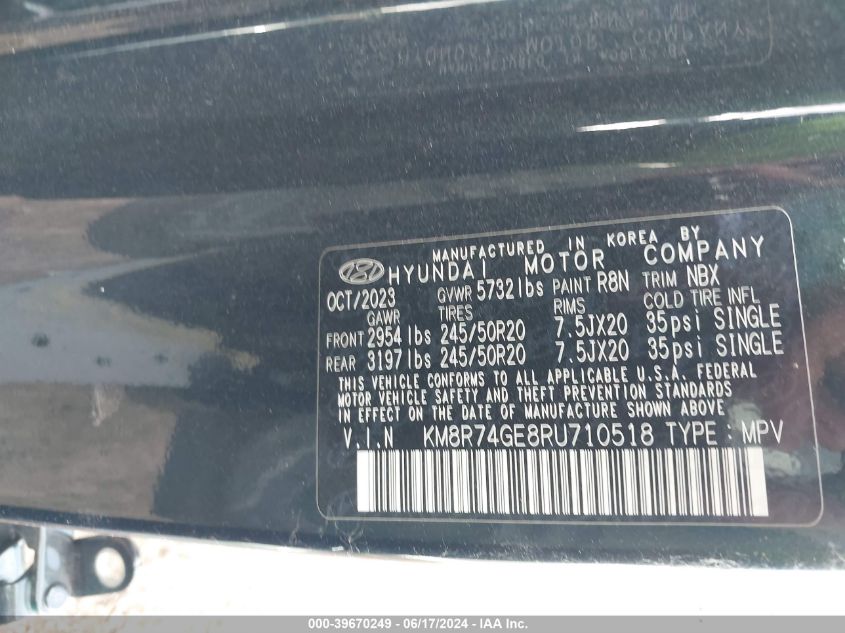 MANUFACTURED IN KOREA BY
HYUNDAI MOTOR COMPANY
OCT/2023 GVWR 5732 lbs PAINT R8N TRIM NBX
GAWR TIRES RIMS COLD TIRE INFL
FRONT 2954 lbs 245/50R20 7.5JX20 35psi SINGLE
REAR 3197 lbs 245/50R20 7.5JX20 35psi SINGLE
THIS VEHICLE CONFORMS TO ALL APPLICABLE U.S.A. FEDERAL
MOTOR VEHICLE SAFETY AND THEFT PREVENTION STANDARDS
IN EFFECT ON THE DATE OF MANUFACTURE SHOWN ABOVE
V.I.N KM8R74GE8RU710518 TYPE : MPV
000-39670249 - 06/17/2024 - IAA Inc.